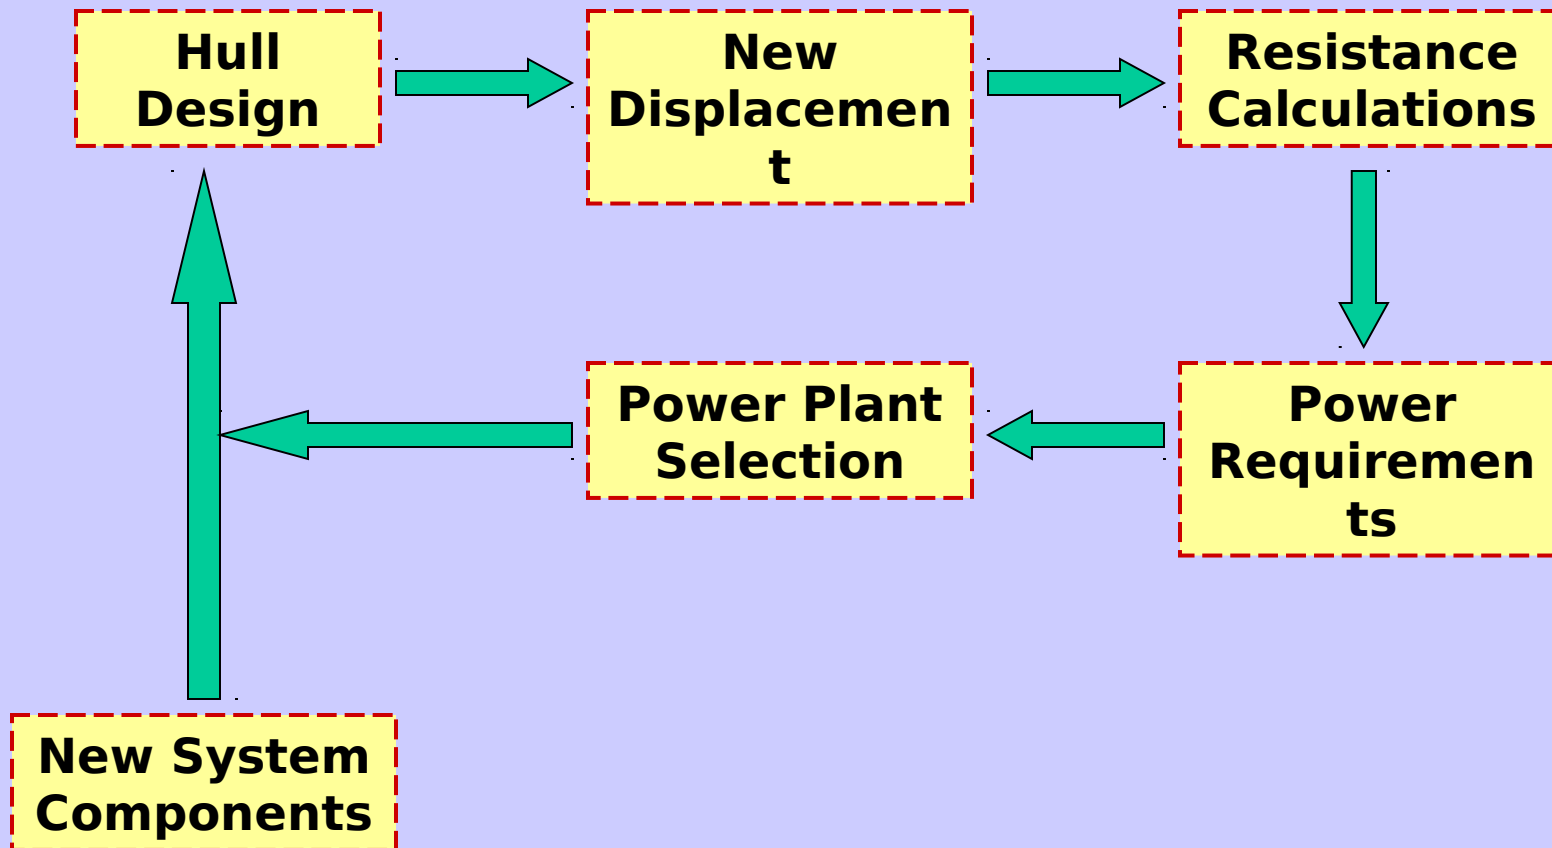 Hull
Design
New
Displacemen
t
Resistance
Calculations
Power Plant
Selection
Power
Requiremen
ts
New System
Components